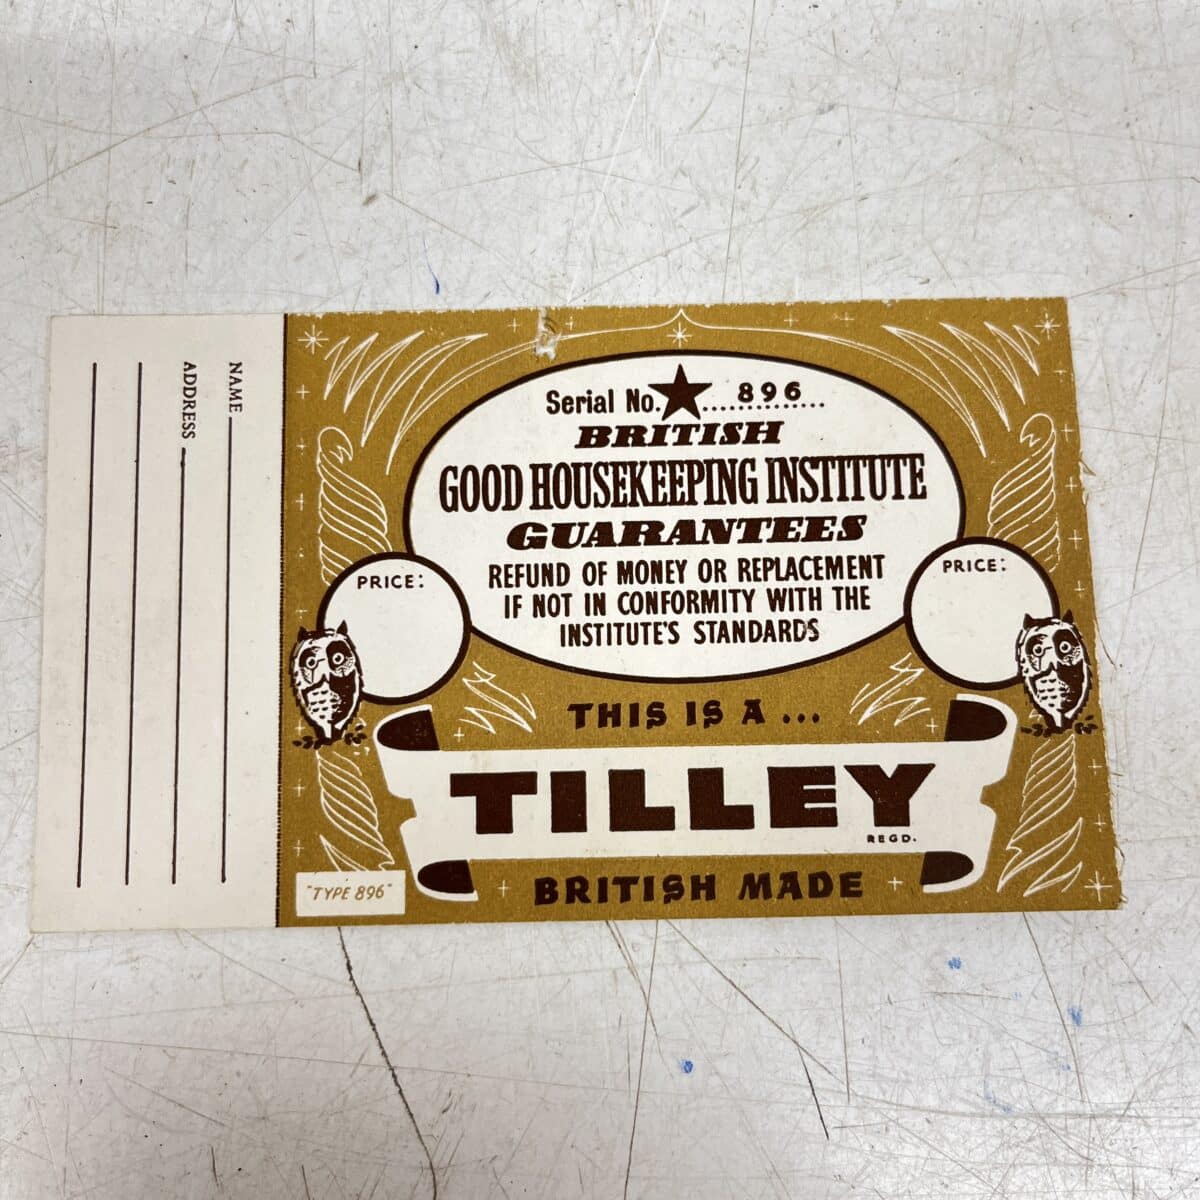 NAME
ADDRESS
Serial No. ★....896...
BRITISH
GOOD HOUSEKEEPING INSTITUTE
GUARANTEES
REFUND OF MONEY OR REPLACEMENT
IF NOT IN CONFORMITY WITH THE
INSTITUTE'S STANDARDS
PRICE:
PRICE:
THIS IS A ...
TILLEY
REGD.
BRITISH MADE
"TYPE 896"